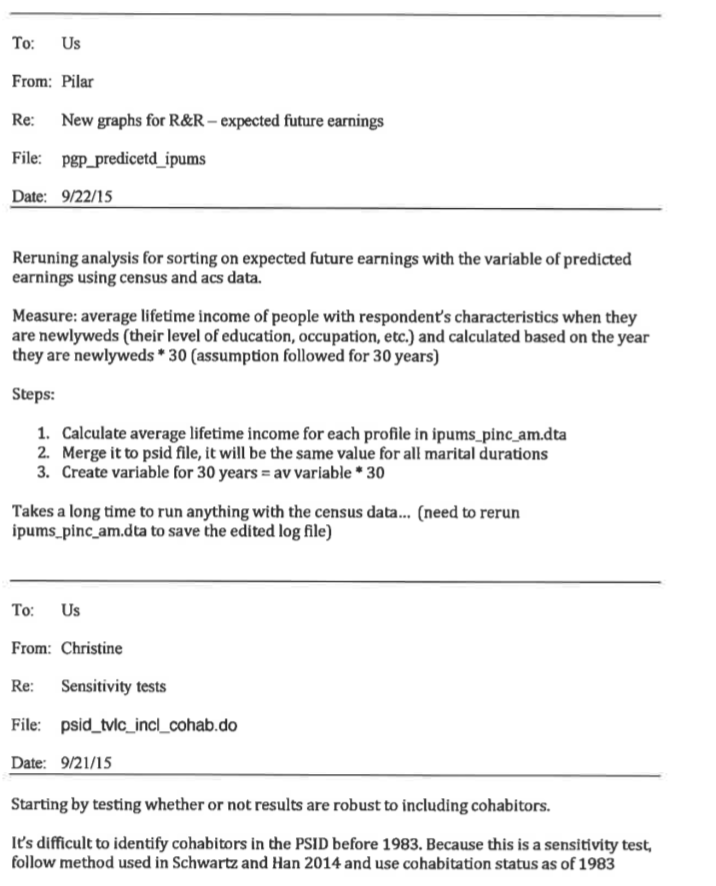 To: Us
From: Pilar
Re: New graphs for R&R – expected future earnings
File: pgp_predicetd_ipums
Date: 9/22/15
Reruning analysis for sorting on expected future earnings with the variable of predicted
earnings using census and acs data.
Measure: average lifetime income of people with respondent's characteristics when they
are newlyweds (their level of education, occupation, etc.) and calculated based on the year
they are newlyweds * 30 (assumption followed for 30 years)
Steps:
1. Calculate average lifetime income for each profile in ipums_pinc_am.dta
2. Merge it to psid file, it will be the same value for all marital durations
3. Create variable for 30 years = av variable * 30
Takes a long time to run anything with the census data... (need to rerun
ipums_pinc_am.dta to save the edited log file)
To: Us
From: Christine
Re: Sensitivity tests
File: psid_tvlc_incl_cohab.do
Date: 9/21/15
Starting by testing whether or not results are robust to including cohabitors.
It's difficult to identify cohabitors in the PSID before 1983. Because this is a sensitivity test,
follow method used in Schwartz and Han 2014 and use cohabitation status as of 1983